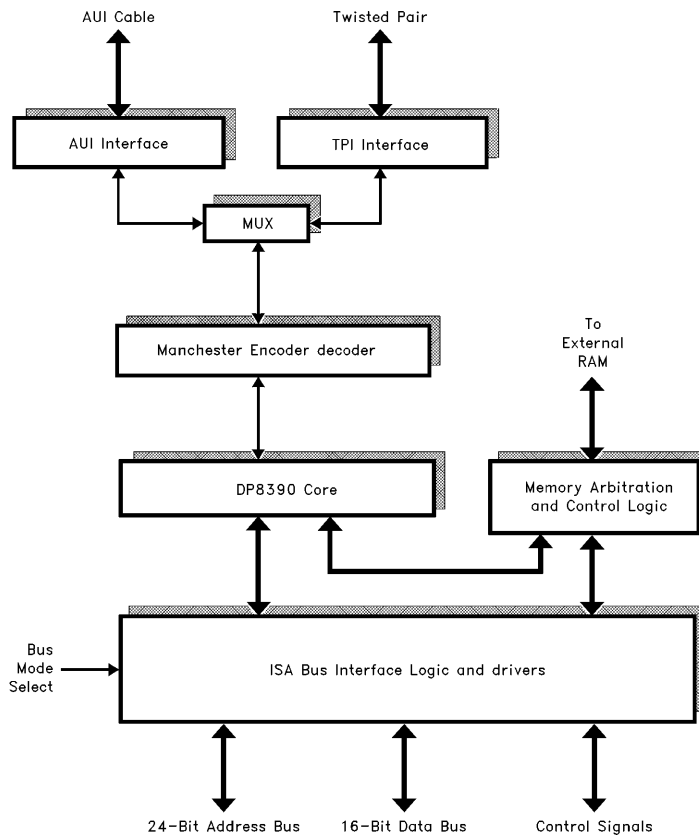 AUI Cable
Twisted Pair
AUI Interface
TPI Interface
MUX
Manchester Encoder decoder
To
External
RAM
DP8390 Core
Memory Arbitration
and Control Logic
Bus
Mode
Select
ISA Bus Interface Logic and drivers
24-Bit Address Bus
16-Bit Data Bus
Control Signals